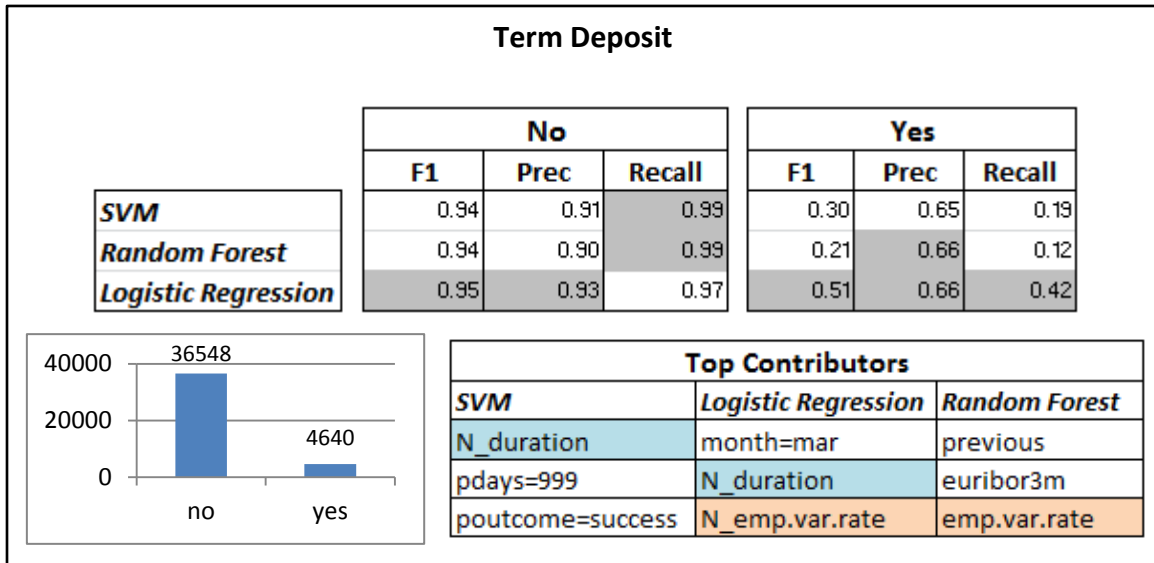 Term Deposit
No Yes
F1 Prec Recall F1 Prec Recall
SVM 0.94 0.91 0.99 0.30 0.65 0.19
Random Forest 0.94 0.90 0.99 0.21 0.66 0.12
Logistic Regression 0.95 0.93 0.97 0.51 0.66 0.42
40000
20000
0
36548
4640
no yes
Top Contributors
SVM Logistic Regression Random Forest
N_duration month=mar previous
pdays=999 N_duration euribor3m
poutcome=success N_emp.var.rate emp.var.rate